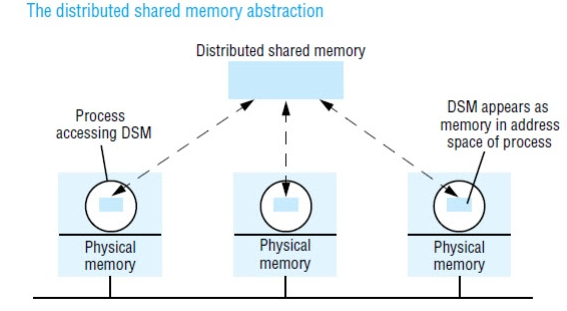 The distributed shared memory abstraction
Distributed shared memory
Process
accessing DSM
DSM appears as
memory in address
space of process
Physical
memory
Physical
memory
Physical
memory